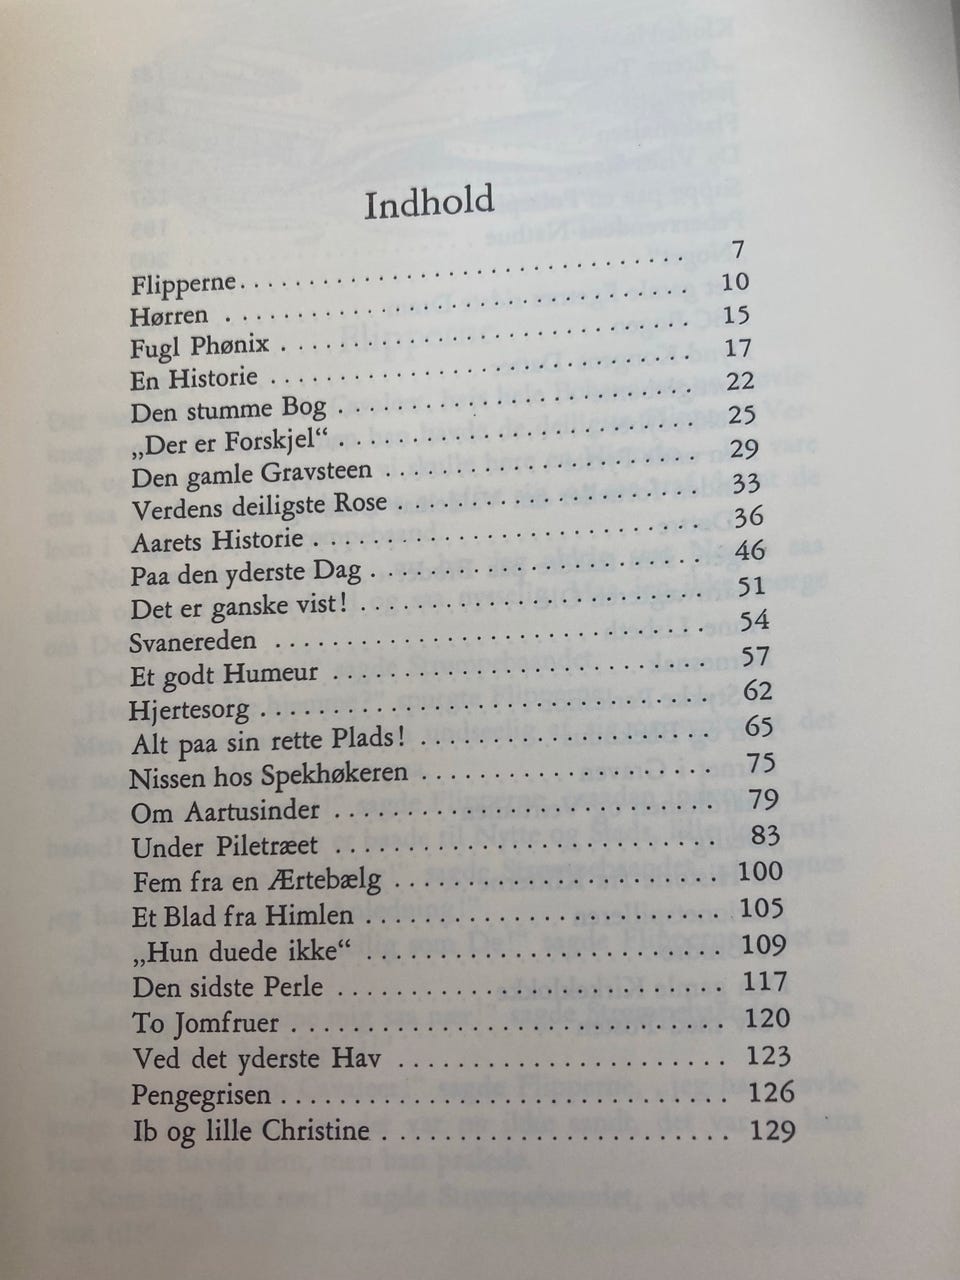 Indhold
Flipperne. . . . . . . . . . . . . . . . . . . . . . . . . . . . . . . . . . . . . . 7
Hørren . . . . . . . . . . . . . . . . . . . . . . . . . . . . . . . . . . . . . . . 10
Fugl Phønix . . . . . . . . . . . . . . . . . . . . . . . . . . . . . . . . . . . 15
En Historie . . . . . . . . . . . . . . . . . . . . . . . . . . . . . . . . . . . 17
Den stumme Bog . . . . . . . . . . . . . . . . . . . . . . . . . . . . . . 22
„Der er Forskjel“ . . . . . . . . . . . . . . . . . . . . . . . . . . . . . . 25
Den gamle Gravsteen . . . . . . . . . . . . . . . . . . . . . . . . . . . 29
Verdens deiligste Rose . . . . . . . . . . . . . . . . . . . . . . . . . . 33
Aarets Historie . . . . . . . . . . . . . . . . . . . . . . . . . . . . . . . . 36
Paa den yderste Dag . . . . . . . . . . . . . . . . . . . . . . . . . . . . 46
Det er ganske vist! . . . . . . . . . . . . . . . . . . . . . . . . . . . . . 51
Svanereden . . . . . . . . . . . . . . . . . . . . . . . . . . . . . . . . . . . 54
Et godt Humeur . . . . . . . . . . . . . . . . . . . . . . . . . . . . . . . 57
Hjertesorg . . . . . . . . . . . . . . . . . . . . . . . . . . . . . . . . . . . . 62
Alt paa sin rette Plads! . . . . . . . . . . . . . . . . . . . . . . . . . 65
Nissen hos Spekhøkeren . . . . . . . . . . . . . . . . . . . . . . . . 75
Om Aartusinder . . . . . . . . . . . . . . . . . . . . . . . . . . . . . . . 79
Under Piletræet . . . . . . . . . . . . . . . . . . . . . . . . . . . . . . . 83
Fem fra en Ærtebælg . . . . . . . . . . . . . . . . . . . . . . . . . . . 100
Et Blad fra Himlen . . . . . . . . . . . . . . . . . . . . . . . . . . . . . 105
„Hun duede ikke“ . . . . . . . . . . . . . . . . . . . . . . . . . . . . . 109
Den sidste Perle . . . . . . . . . . . . . . . . . . . . . . . . . . . . . . . 117
To Jomfruer . . . . . . . . . . . . . . . . . . . . . . . . . . . . . . . . . . 120
Ved det yderste Hav . . . . . . . . . . . . . . . . . . . . . . . . . . . 123
Pengegrisen . . . . . . . . . . . . . . . . . . . . . . . . . . . . . . . . . . . 126
Ib og lille Christine . . . . . . . . . . . . . . . . . . . . . . . . . . . . 129